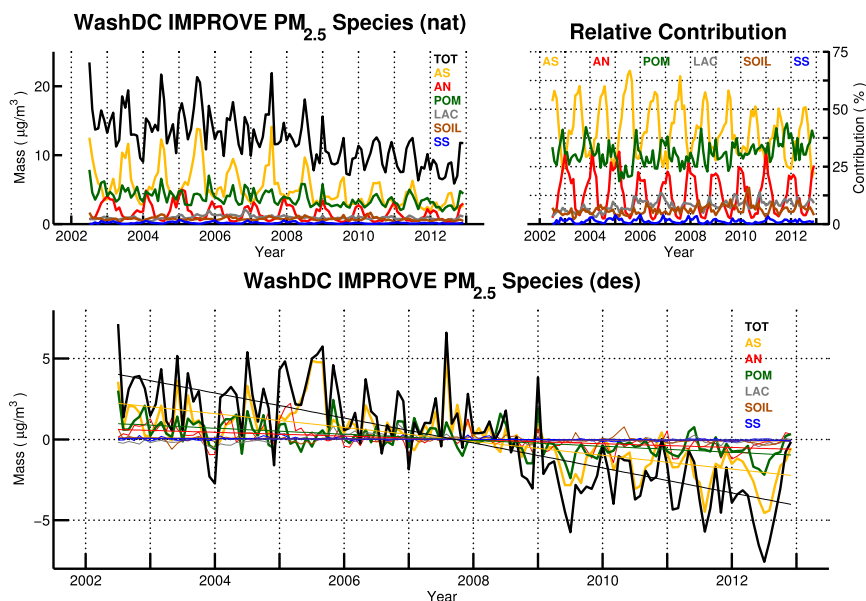 WashDC IMPROVE PM2.5 Species (nat)
Mass ( μg/m3 )
20
10
0
TOT
AS
AN
POM
LAC
SOIL
SS
2002 2004 2006 2008 2010 2012
Year
Relative Contribution
AS AN POM LAC SOIL SS
75
50
25
0
Contribution ( % )
2002 2004 2006 2008 2010 2012
Year
WashDC IMPROVE PM2.5 Species (des)
Mass ( μg/m3 )
5
0
−5
TOT
AS
AN
POM
LAC
SOIL
SS
2002 2004 2006 2008 2010 2012
Year